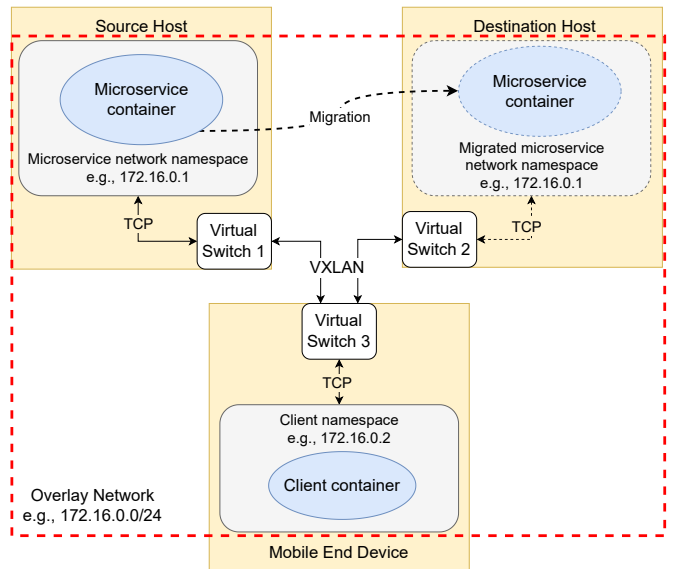 Source Host
Destination Host
Microservice
container
Microservice
container
Migration
Microservice network namespace
e.g., 172.16.0.1
Migrated microservice
network namespace
e.g., 172.16.0.1
TCP
TCP
Virtual
Switch 1
Virtual
Switch 2
VXLAN
Virtual
Switch 3
TCP
Client namespace
e.g., 172.16.0.2
Client container
Overlay Network
e.g., 172.16.0.0/24
Mobile End Device